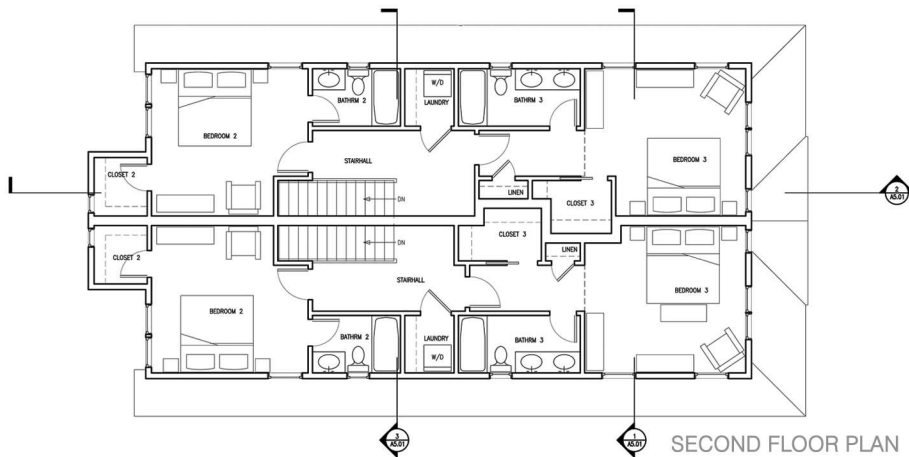 W/D
BATHRM 2
LAUNDRY
BATHRM 3
BEDROOM 2
STAIRHALL
BEDROOM 3
CLOSET 2
DN
LINEN
CLOSET 3
2
A5.01
DN
CLOSET 3
LINEN
CLOSET 2
STAIRHALL
BEDROOM 3
BEDROOM 2
BATHRM 2
LAUNDRY
BATHRM 3
W/D
3
A5.01
1
A5.01
SECOND FLOOR PLAN